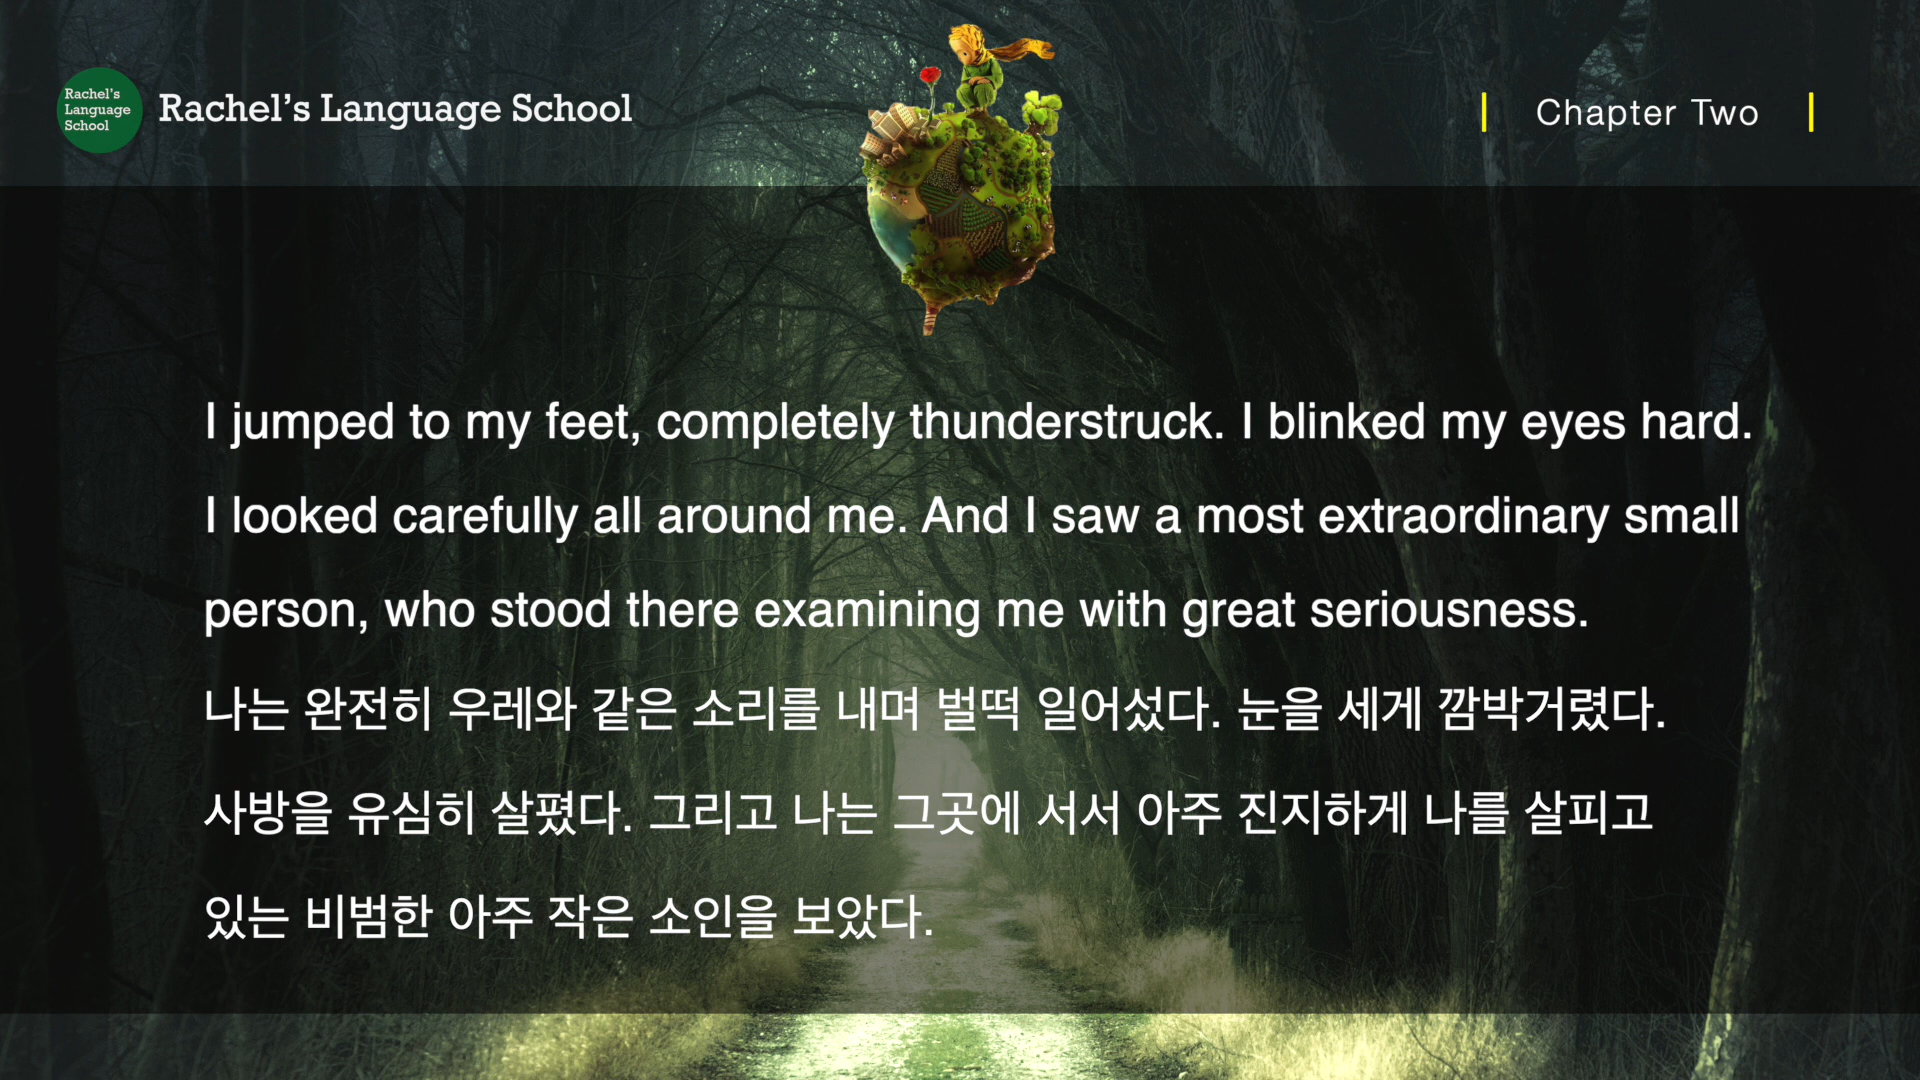 Rachel's
Language
School
Rachel's Language School
Chapter Two
I jumped to my feet, completely thunderstruck. I blinked my eyes hard.
I looked carefully all around me. And I saw a most extraordinary small
person, who stood there examining me with great seriousness.
나는 완전히 우레와 같은 소리를 내며 벌떡 일어섰다. 눈을 세게 깜박거렸다.
사방을 유심히 살폈다. 그리고 나는 그곳에 서서 아주 진지하게 나를 살피고
있는 비범한 아주 작은 소인을 보았다.